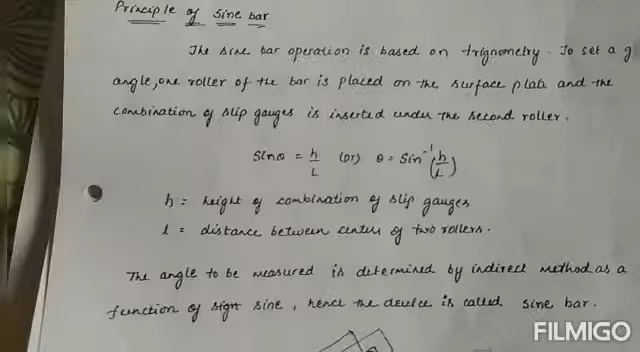 Principle of Sine bar
The sine bar operation is based on trignometry. To set a g
angle, one roller of the bar is placed on the surface plate and the
combination of slip gauges is inserted under the second roller.
Sinθ = h/L (or) θ = Sin⁻¹(h/L)
h = height of combination of slip gauges
l = distance between centers of two rollers.
The angle to be measured is determined by indirect method as a
function of sign sine, hence the device is called sine bar.
FILMIGO